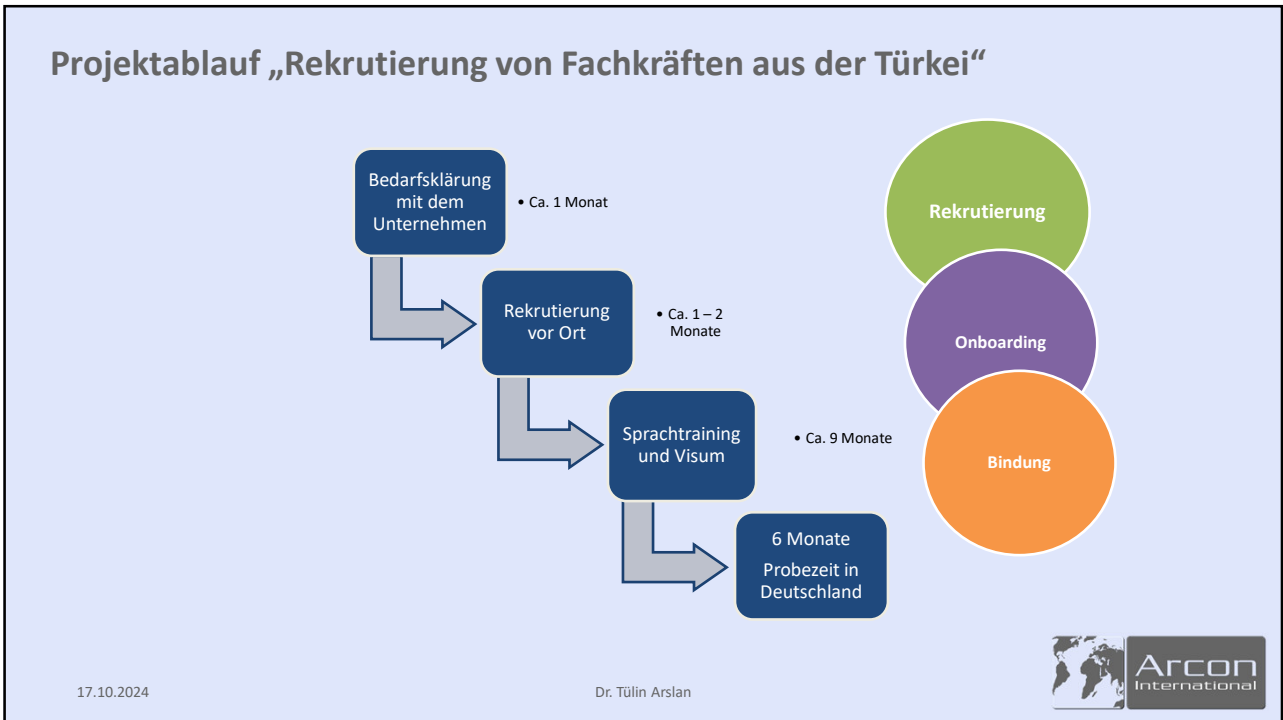 Projektablauf „Rekrutierung von Fachkräften aus der Türkei“
Bedarfsklärung
mit dem
Unternehmen
• Ca. 1 Monat
Rekrutierung
vor Ort
• Ca. 1 – 2
Monate
Sprachtraining
und Visum
• Ca. 9 Monate
6 Monate
Probezeit in
Deutschland
Rekrutierung
Onboarding
Bindung
17.10.2024
Dr. Tülin Arslan
Arcon
International